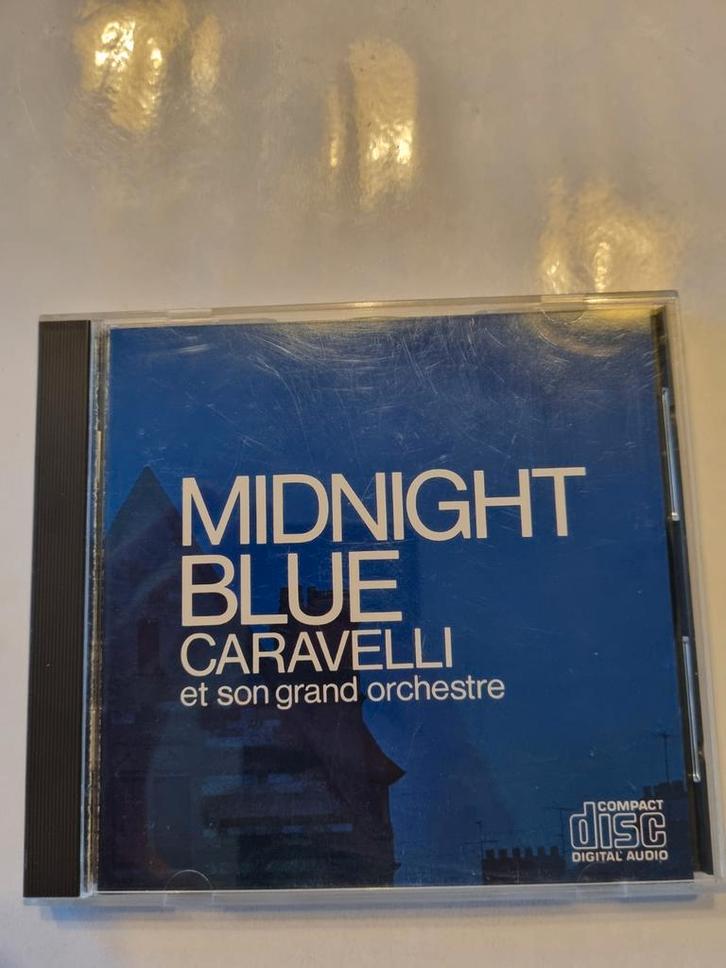 MIDNIGHT
BLUE
CARAVELLI
et son grand orchestre
COMPACT
disc
DIGITAL AUDIO